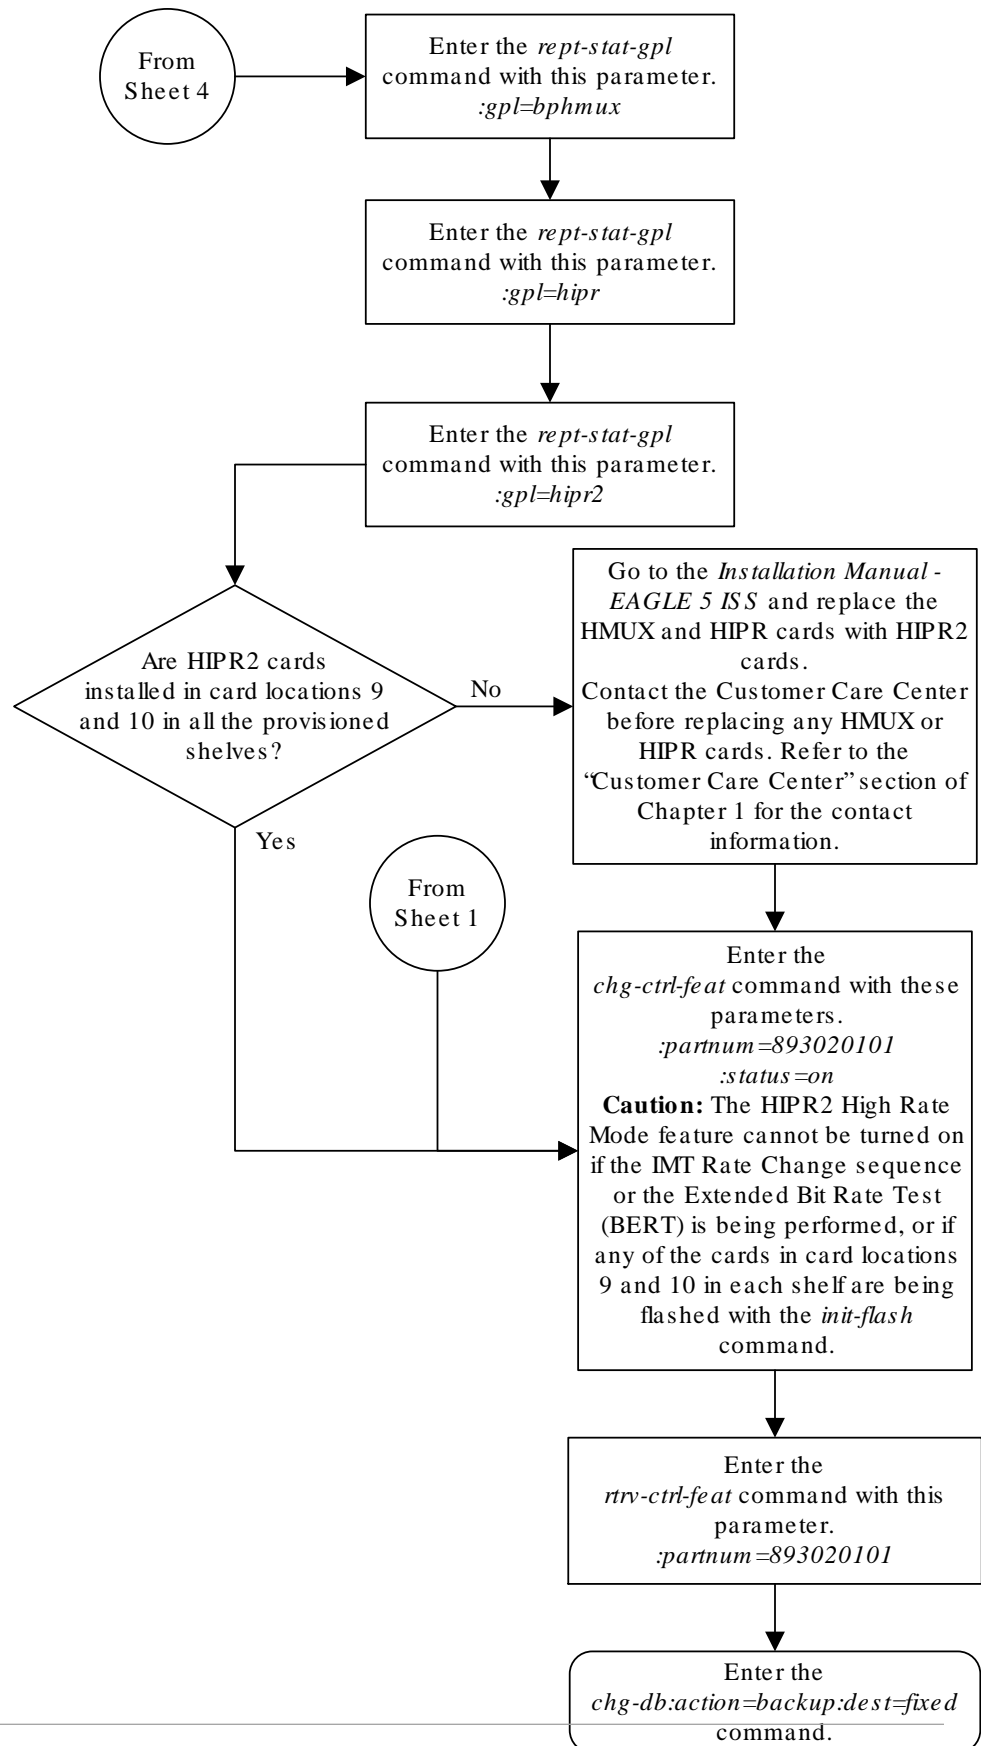 From
Sheet 4
Enter the rept-stat-gpl
command with this parameter.
:gpl=bphmux
Enter the rept-stat-gpl
command with this parameter.
:gpl=hipr
Enter the rept-stat-gpl
command with this parameter.
:gpl=hipr2
Are HIPR2 cards
installed in card locations 9
and 10 in all the provisioned
shelves?
No
Yes
Go to the Installation Manual -
EAGLE 5 ISS and replace the
HMUX and HIPR cards with HIPR2
cards.
Contact the Customer Care Center
before replacing any HMUX or
HIPR cards. Refer to the
“Customer Care Center” section of
Chapter 1 for the contact
information.
From
Sheet 1
Enter the
chg-ctrl-feat command with these
parameters.
:partnum=893020101
:status=on
Caution: The HIPR2 High Rate
Mode feature cannot be turned on
if the IMT Rate Change sequence
or the Extended Bit Rate Test
(BERT) is being performed, or if
any of the cards in card locations
9 and 10 in each shelf are being
flashed with the init-flash
command.
Enter the
rtrv-ctrl-feat command with this
parameter.
:partnum=893020101
Enter the
chg-db:action=backup:dest=fixed
command.